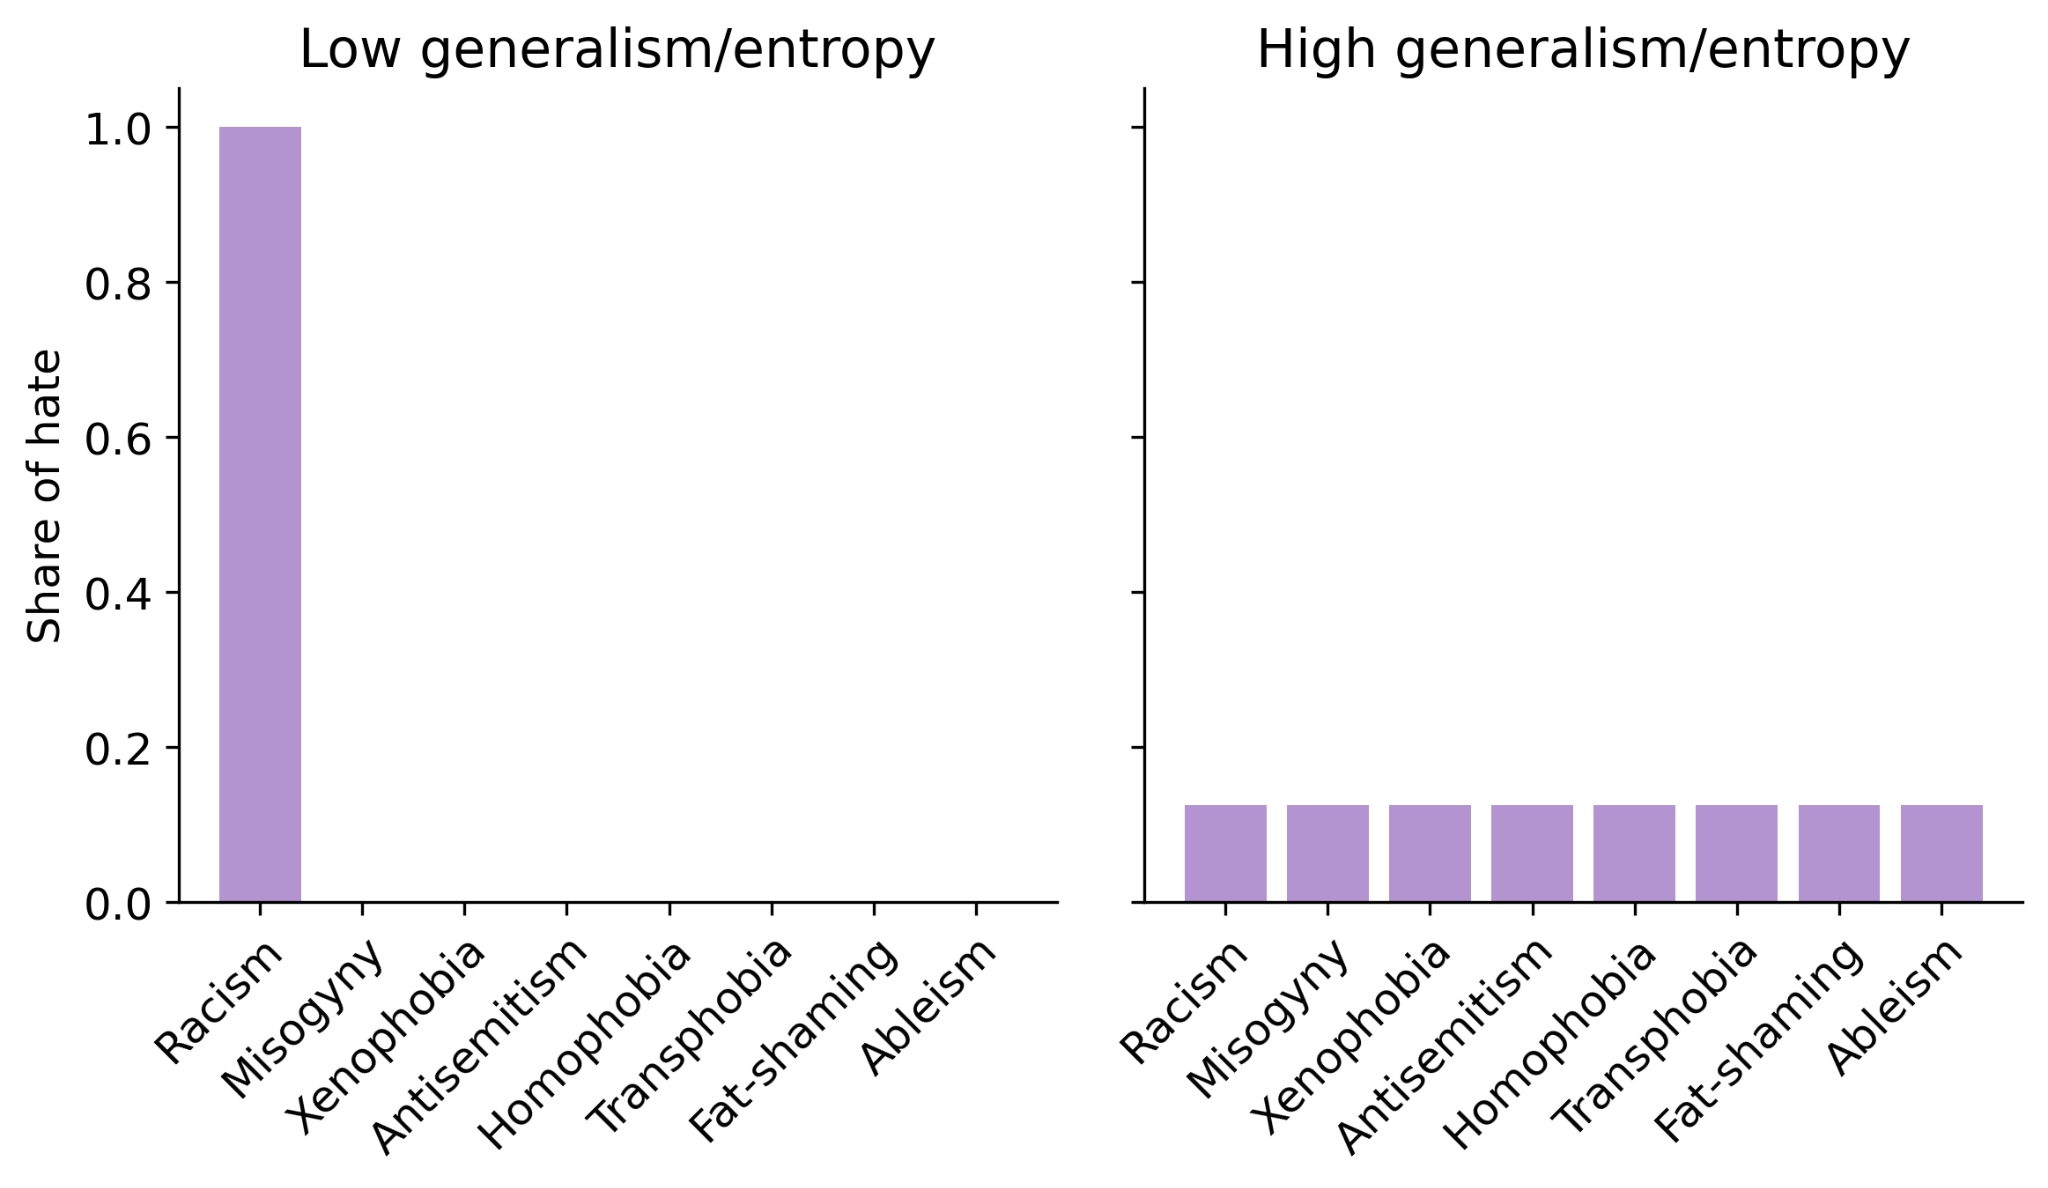 Low generalism/entropy
High generalism/entropy
Share of hate
1.0
0.8
0.6
0.4
0.2
0.0
Racism
Misogyny
Xenophobia
Antisemitism
Homophobia
Transphobia
Fat-shaming
Ableism
Racism
Misogyny
Xenophobia
Antisemitism
Homophobia
Transphobia
Fat-shaming
Ableism